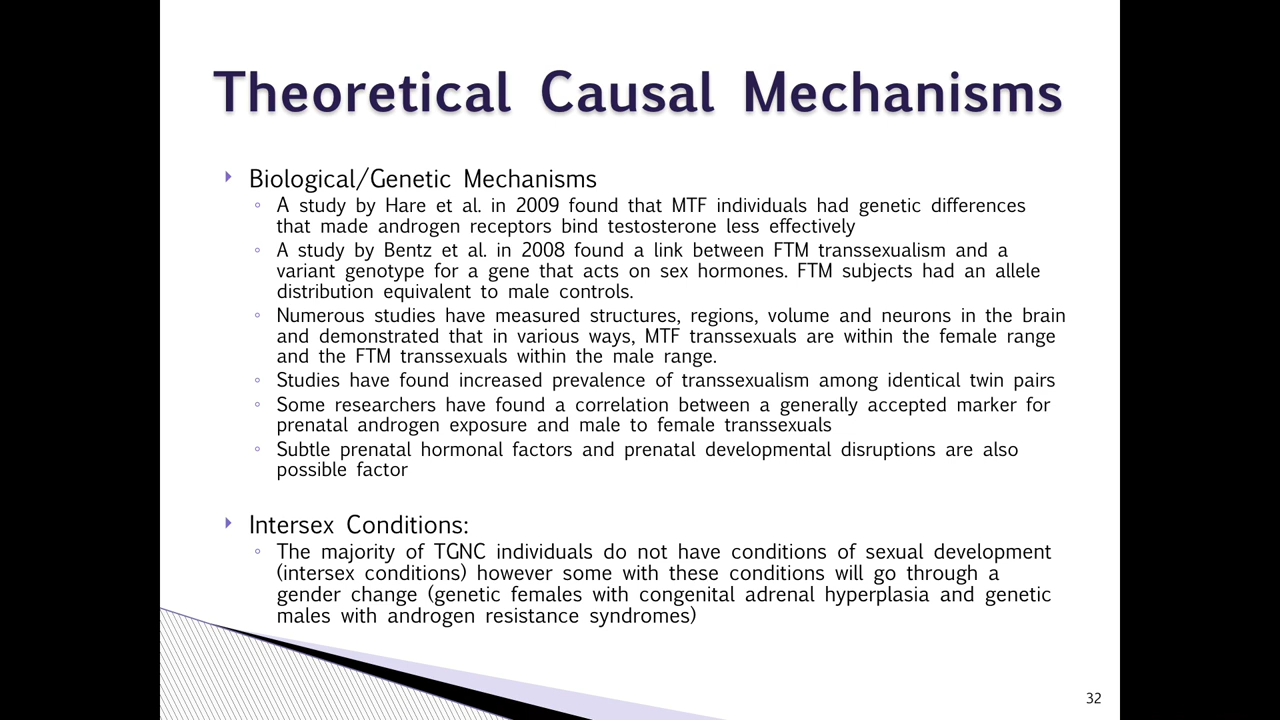 Theoretical Causal Mechanisms
Biological/Genetic Mechanisms
A study by Hare et al. in 2009 found that MTF individuals had genetic differences
that made androgen receptors bind testosterone less effectively
A study by Bentz et al. in 2008 found a link between FTM transsexualism and a
variant genotype for a gene that acts on sex hormones. FTM subjects had an allele
distribution equivalent to male controls.
Numerous studies have measured structures, regions, volume and neurons in the brain
and demonstrated that in various ways, MTF transsexuals are within the female range
and the FTM transsexuals within the male range.
Studies have found increased prevalence of transsexualism among identical twin pairs
Some researchers have found a correlation between a generally accepted marker for
prenatal androgen exposure and male to female transsexuals
Subtle prenatal hormonal factors and prenatal developmental disruptions are also
possible factor
Intersex Conditions:
The majority of TGNC individuals do not have conditions of sexual development
(intersex conditions) however some with these conditions will go through a
gender change (genetic females with congenital adrenal hyperplasia and genetic
males with androgen resistance syndromes)
32